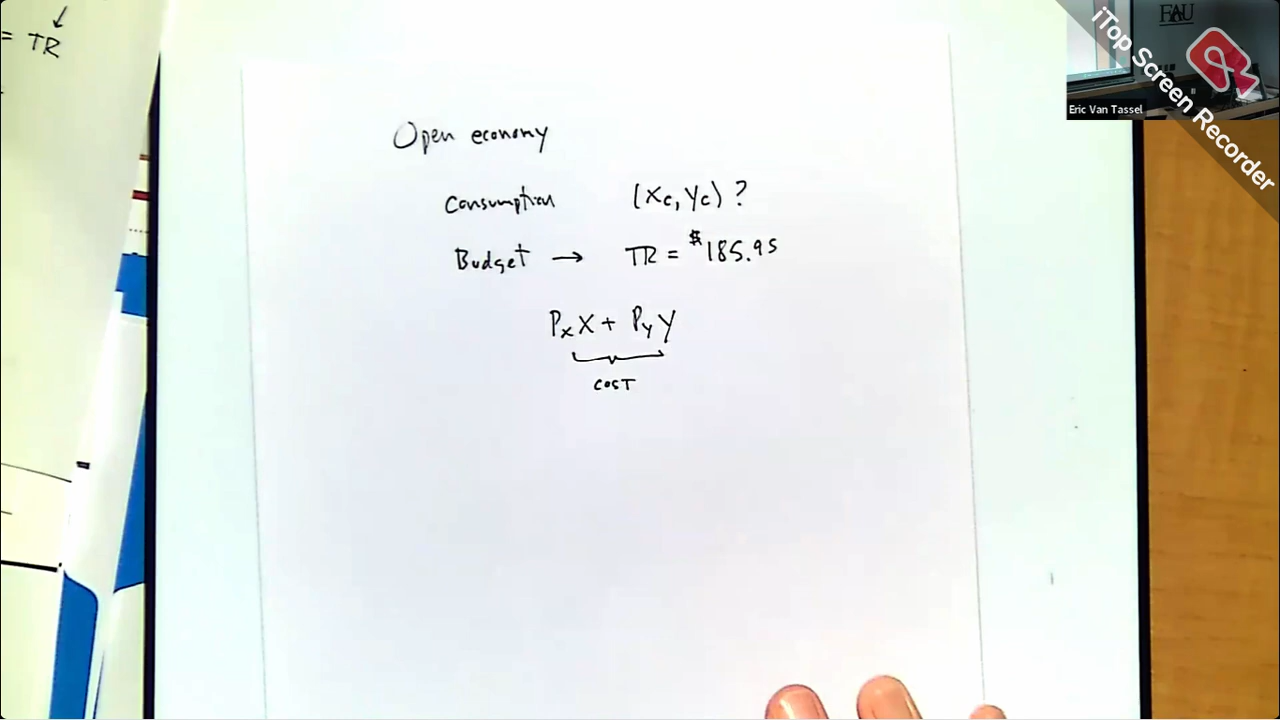 = TR
Open economy
Consumption (Xc, Yc) ?
Budget → TR = $185.95
PxX + PyY
COST
FAU
Eric Van Tassel
iTop Screen Recorder